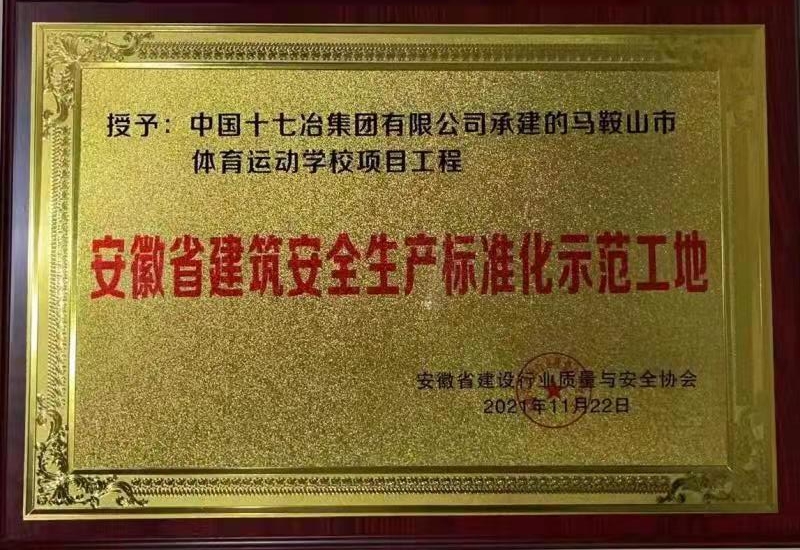 授予：中国十七冶集团有限公司承建的马鞍山市
体育运动学校项目工程
安徽省建筑安全生产标准化示范工地
安徽省建设行业质量与安全协会
2021年11月22日